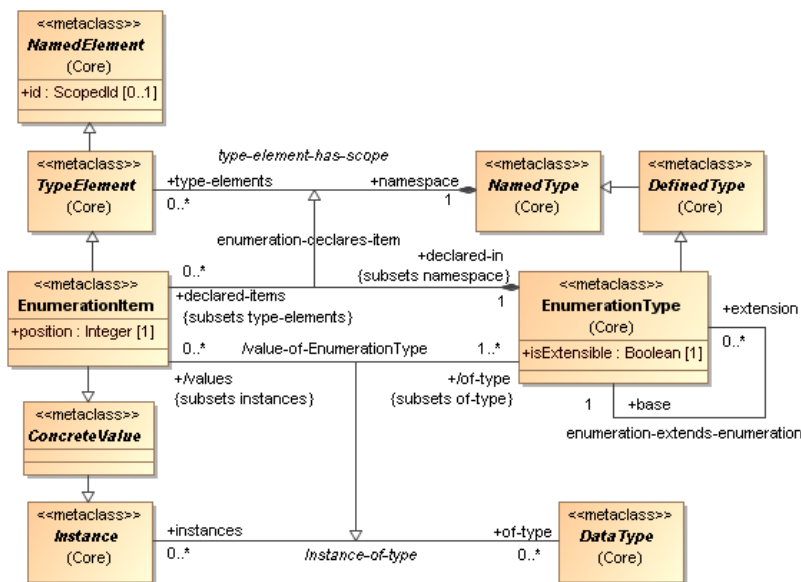 <<metaclass>>
NamedElement
(Core)
+id : ScopedId [0..1]
<<metaclass>>
TypeElement
(Core)
type-element-has-scope
+type-elements
0..*
+namespace
1
<<metaclass>>
NamedType
(Core)
<<metaclass>>
DefinedType
(Core)
enumeration-declares-item
<<metaclass>>
EnumerationItem
+position : Integer [1]
0..*
+declared-items
{subsets type-elements}
+declared-in
{subsets namespace}
1
<<metaclass>>
EnumerationType
(Core)
+isExtensible : Boolean [1]
+extension
0..*
1
+base
enumeration-extends-enumeration
0..*
/value-of-EnumerationType
1..*
+/values
{subsets instances}
+/of-type
{subsets of-type}
<<metaclass>>
ConcreteValue
<<metaclass>>
Instance
(Core)
+instances
0..*
Instance-of-type
+of-type
0..*
<<metaclass>>
DataType
(Core)